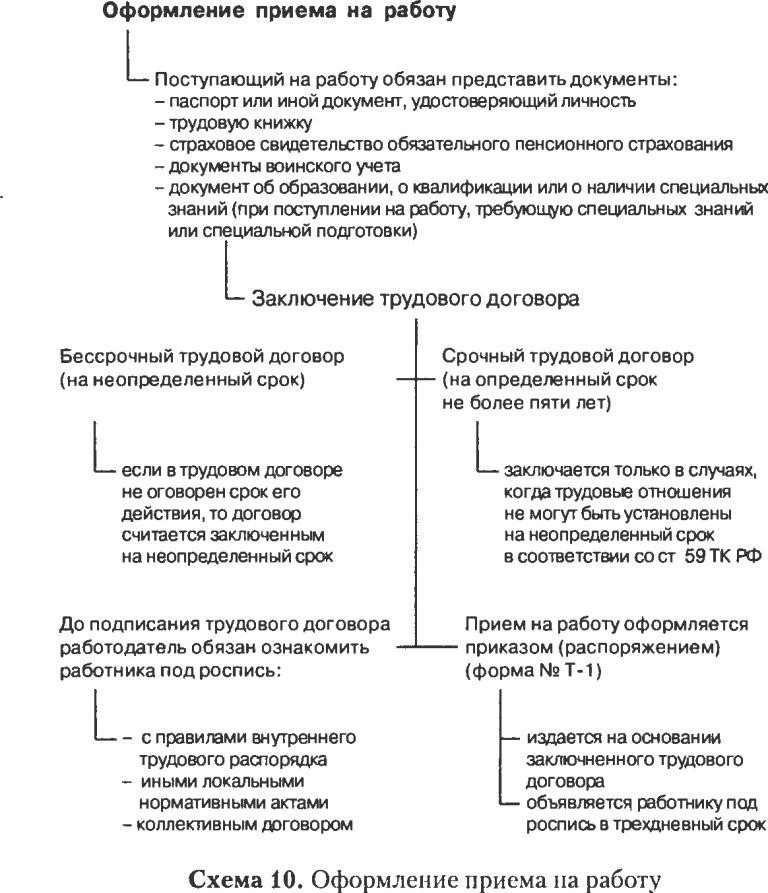 Оформление приема на работу
Поступающий на работу обязан представить документы:
– паспорт или иной документ, удостоверяющий личность
– трудовую книжку
– страховое свидетельство обязательного пенсионного страхования
– документы воинского учета
– документ об образовании, о квалификации или о наличии специальных
знаний (при поступлении на работу, требующую специальных знаний
или специальной подготовки)
Заключение трудового договора
Бессрочный трудовой договор
(на неопределенный срок)
если в трудовом договоре
не оговорен срок его
действия, то договор
считается заключенным
на неопределенный срок
Срочный трудовой договор
(на определенный срок
не более пяти лет)
заключается только в случаях,
когда трудовые отношения
не могут быть установлены
на неопределенный срок
в соответствии со ст 59 ТК РФ
До подписания трудового договора
работодатель обязан ознакомить
работника под роспись:
– с правилами внутреннего
трудового распорядка
– иными локальными
нормативными актами
– коллективным договором
Прием на работу оформляется
приказом (распоряжением)
(форма № Т-1)
издается на основании
заключненного трудового
договора
объявляется работнику под
роспись в трехдневный срок
Схема 10. Оформление приема на работу